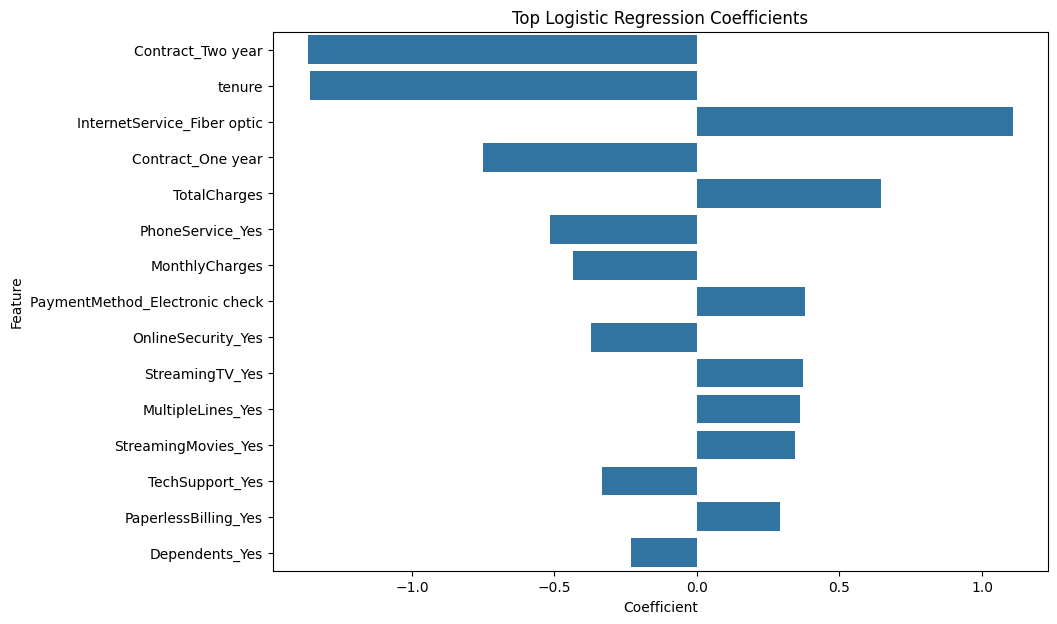 Top Logistic Regression Coefficients
Feature
Contract_Two year
tenure
InternetService_Fiber optic
Contract_One year
TotalCharges
PhoneService_Yes
MonthlyCharges
PaymentMethod_Electronic check
OnlineSecurity_Yes
StreamingTV_Yes
MultipleLines_Yes
StreamingMovies_Yes
TechSupport_Yes
PaperlessBilling_Yes
Dependents_Yes
−1.0 −0.5 0.0 0.5 1.0
Coefficient